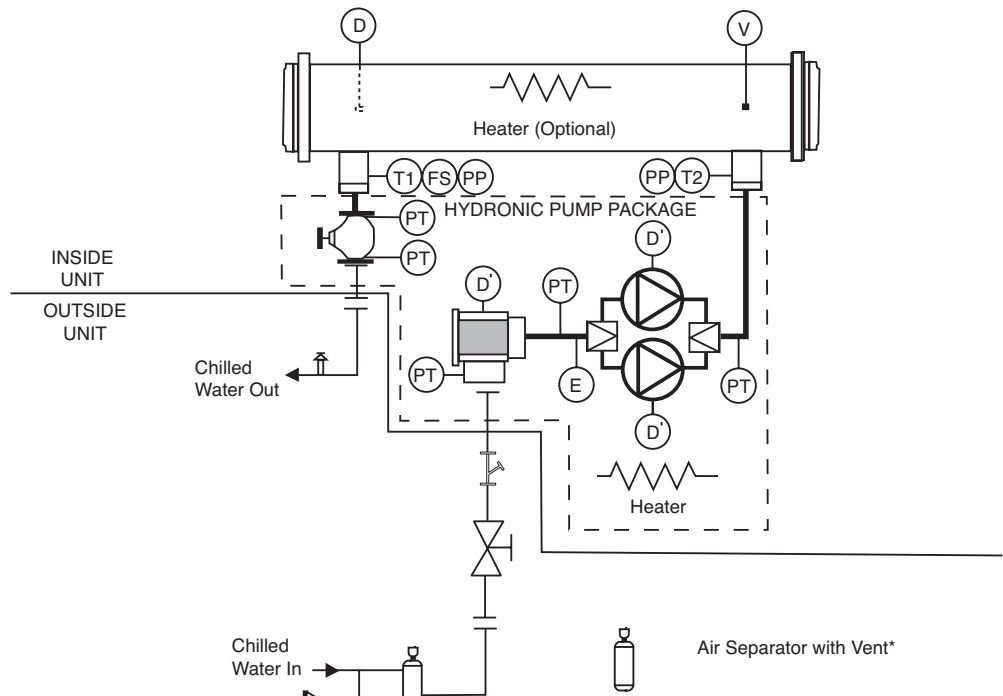 D
V
Heater (Optional)
T1 FS PP
PP T2
HYDRONIC PUMP PACKAGE
PT
D'
PT
INSIDE
UNIT
D'
PT
OUTSIDE
UNIT
Chilled
Water Out
PT
E
PT
D'
Heater
Chilled
Water In
Air Separator with Vent*